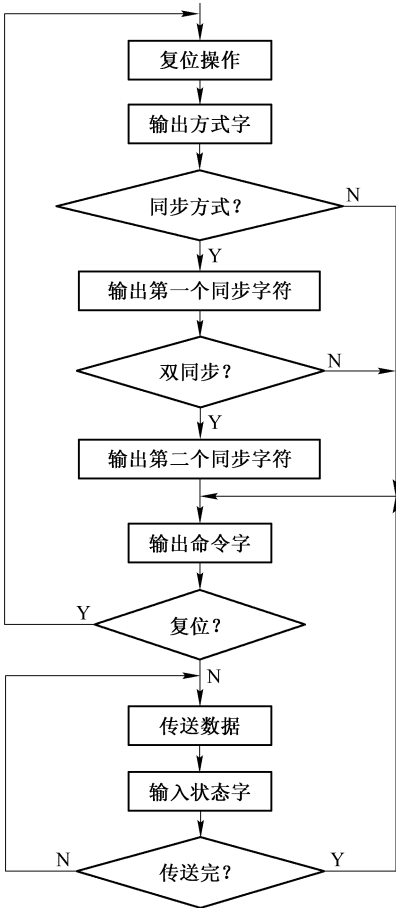 复位操作
输出方式字
同步方式？
N
Y
输出第一个同步字符
双同步？
N
Y
输出第二个同步字符
输出命令字
Y
复位？
N
传送数据
输入状态字
N
传送完？
Y